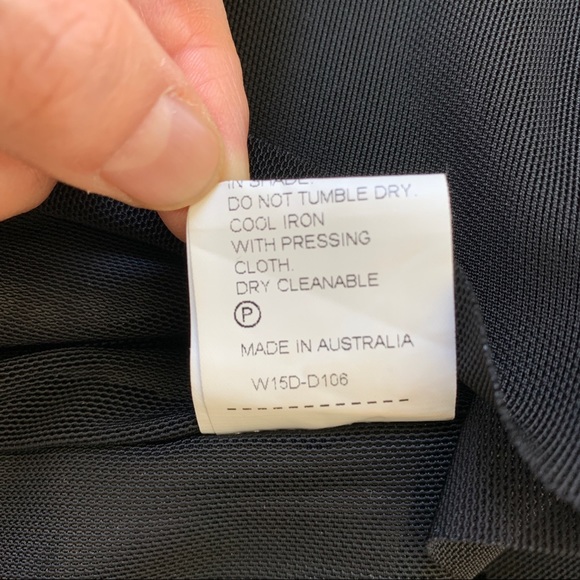 IN SHADE.
DO NOT TUMBLE DRY.
COOL IRON
WITH PRESSING
CLOTH.
DRY CLEANABLE
P
MADE IN AUSTRALIA
W15D-D106